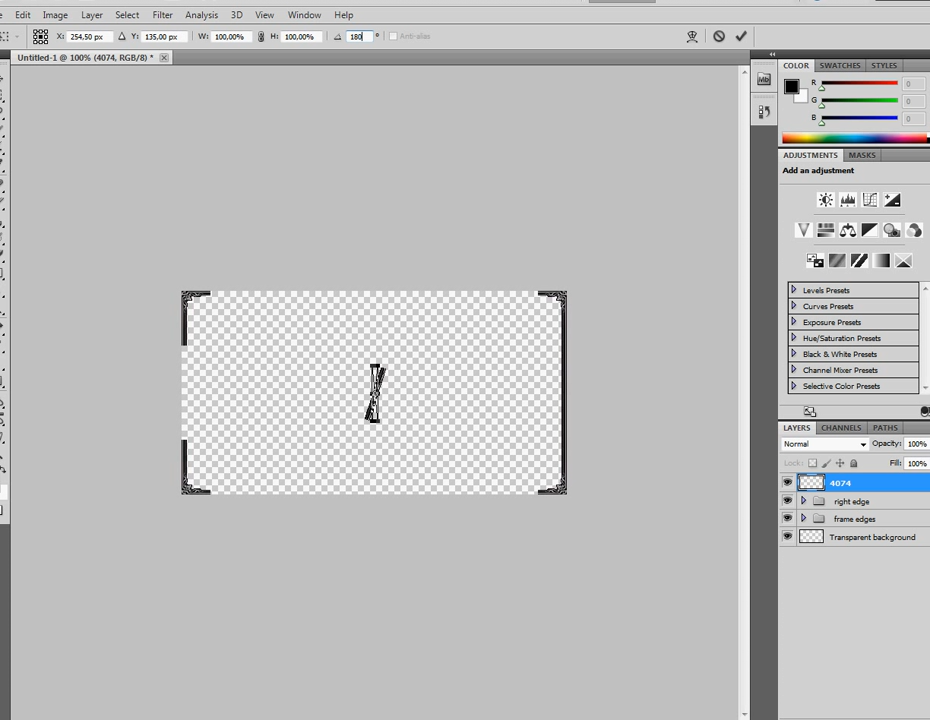 Edit Image Layer Select Filter Analysis 3D View Window Help
X: 254,50 px Y: 135,00 px W: 100,00% H: 100,00% 180 ° Anti-alias
Untitled-1 @ 100% (4074, RGB/8) *
COLOR SWATCHES STYLES
Mb
R 0
G 0
B 0
ADJUSTMENTS MASKS
Add an adjustment
Levels Presets
Curves Presets
Exposure Presets
Hue/Saturation Presets
Black & White Presets
Channel Mixer Presets
Selective Color Presets
LAYERS CHANNELS PATHS
Normal Opacity: 100%
Lock: Fill: 100%
4074
right edge
frame edges
Transparent background